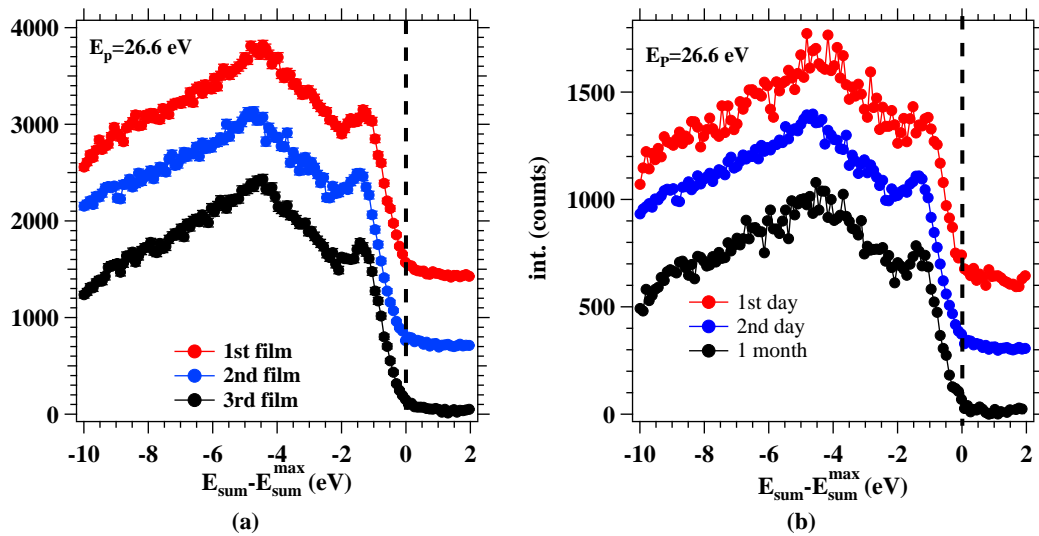 4000
3000
2000
1000
0
E_p=26.6 eV
1st film
2nd film
3rd film
-10 -8 -6 -4 -2 0 2
E_sum-E_sum^max (eV)
(a)
int. (counts)
1500
1000
500
0
E_P=26.6 eV
1st day
2nd day
1 month
-10 -8 -6 -4 -2 0 2
E_sum-E_sum^max (eV)
(b)